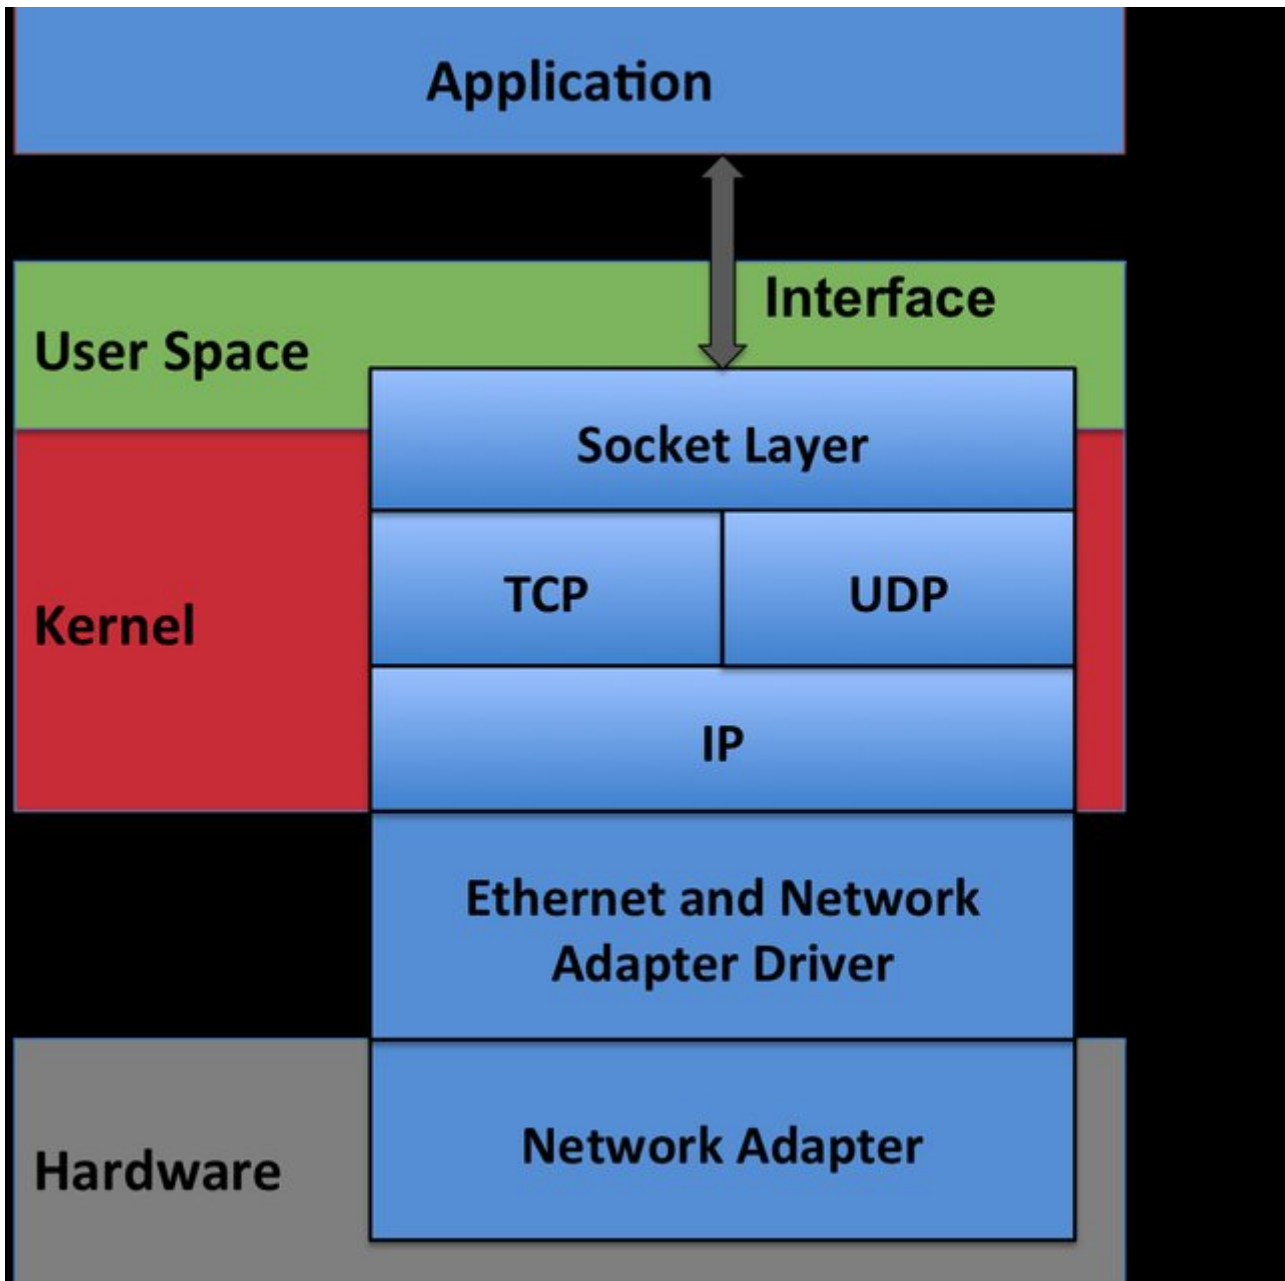 Application
Interface
User Space
Socket Layer
TCP
UDP
Kernel
IP
Ethernet and Network
Adapter Driver
Network Adapter
Hardware